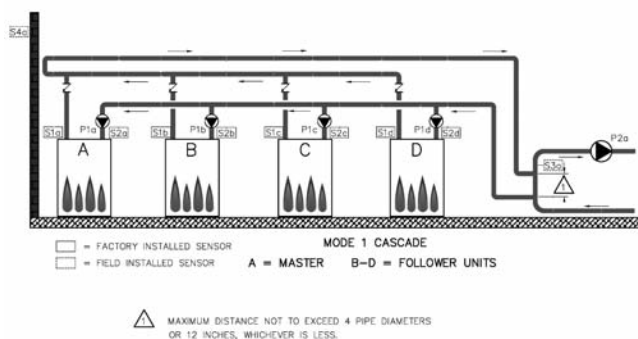 S4a
P2a
S3a
1
S1a
P1a
S2a
S1b
P1b
S2b
S1c
P1c
S2c
S1d
P1d
S2d
A
B
C
D
= FACTORY INSTALLED SENSOR
= FIELD INSTALLED SENSOR
MODE 1 CASCADE
A = MASTER B-D = FOLLOWER UNITS
1 MAXIMUM DISTANCE NOT TO EXCEED 4 PIPE DIAMETERS
OR 12 INCHES, WHICHEVER IS LESS.